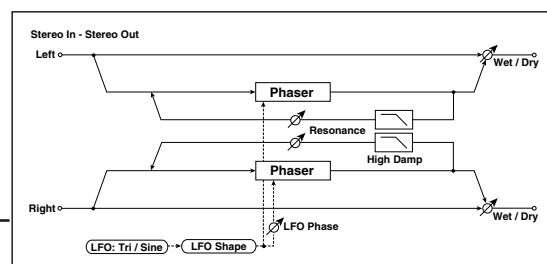 Stereo In - Stereo Out
Left
Wet / Dry
Phaser
Resonance
High Damp
Phaser
Right
Wet / Dry
LFO Phase
LFO: Tri / Sine
LFO Shape